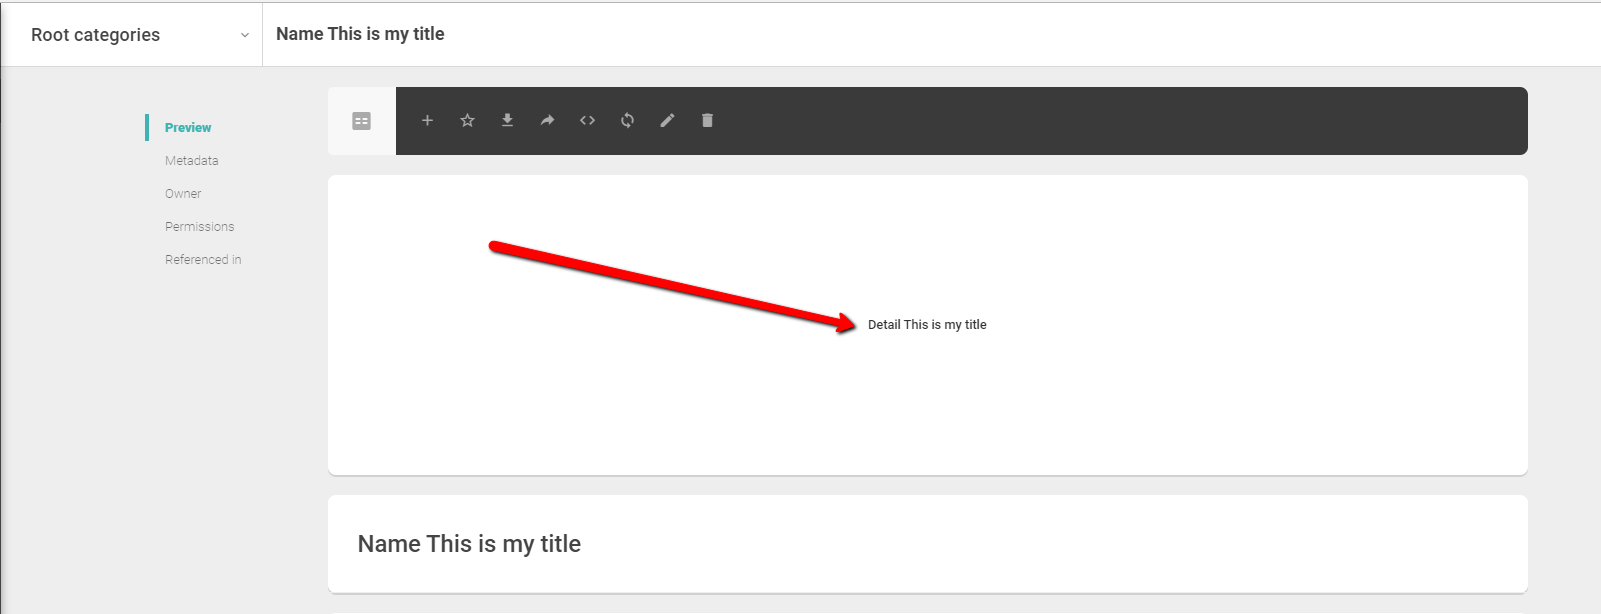 Root categories
Name This is my title
Preview
Metadata
Owner
Permissions
Referenced in
Detail This is my title
Name This is my title